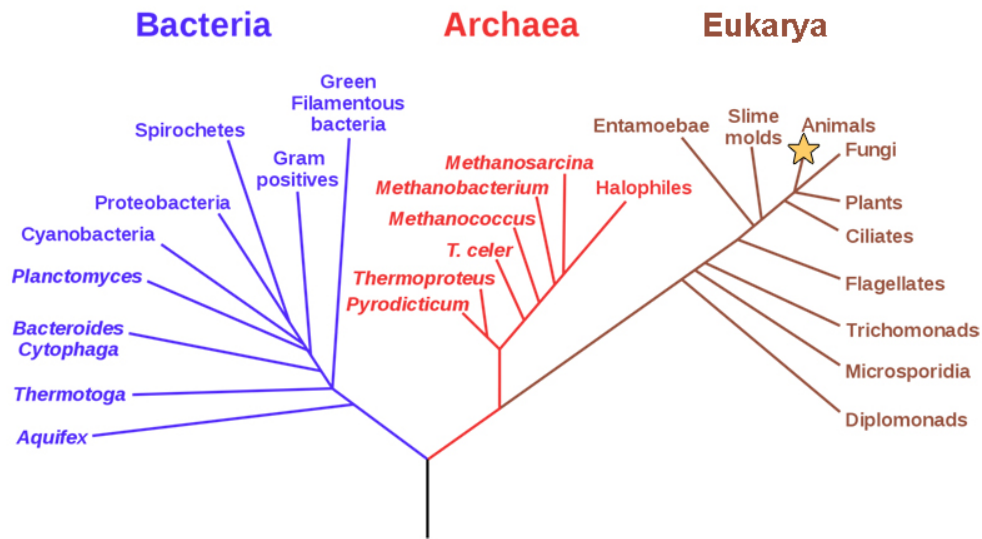 Bacteria
Archaea
Eukarya
Green
Filamentous
bacteria
Spirochetes
Gram
positives
Proteobacteria
Cyanobacteria
Planctomyces
Bacteroides
Cytophaga
Thermotoga
Aquifex
Methanosarcina
Methanobacterium
Halophiles
Methanococcus
T. celer
Thermoproteus
Pyrodicticum
Entamoebae
Slime
molds
Animals
Fungi
Plants
Ciliates
Flagellates
Trichomonads
Microsporidia
Diplomonads